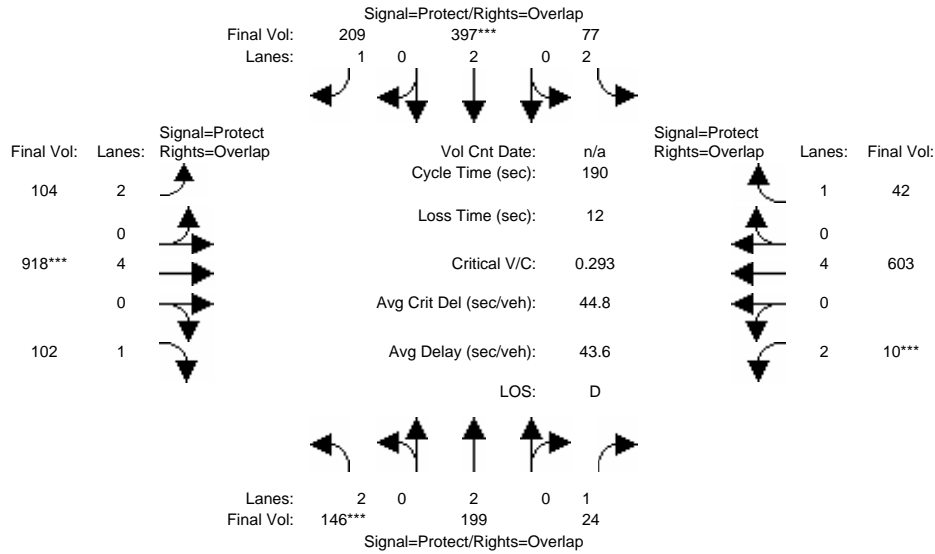 Signal=Protect/Rights=Overlap
Final Vol: 209 397*** 77
Lanes: 1 0 2 0 2
Signal=Protect
Final Vol: Lanes: Rights=Overlap
Vol Cnt Date: n/a
Signal=Protect
Rights=Overlap Lanes: Final Vol:
Cycle Time (sec): 190
104 2
1 42
Loss Time (sec): 12
0
0
918*** 4
Critical V/C: 0.293
4 603
0
Avg Crit Del (sec/veh): 44.8
0
102 1
Avg Delay (sec/veh): 43.6
2 10***
LOS: D
Lanes: 2 0 2 0 1
Final Vol: 146*** 199 24
Signal=Protect/Rights=Overlap